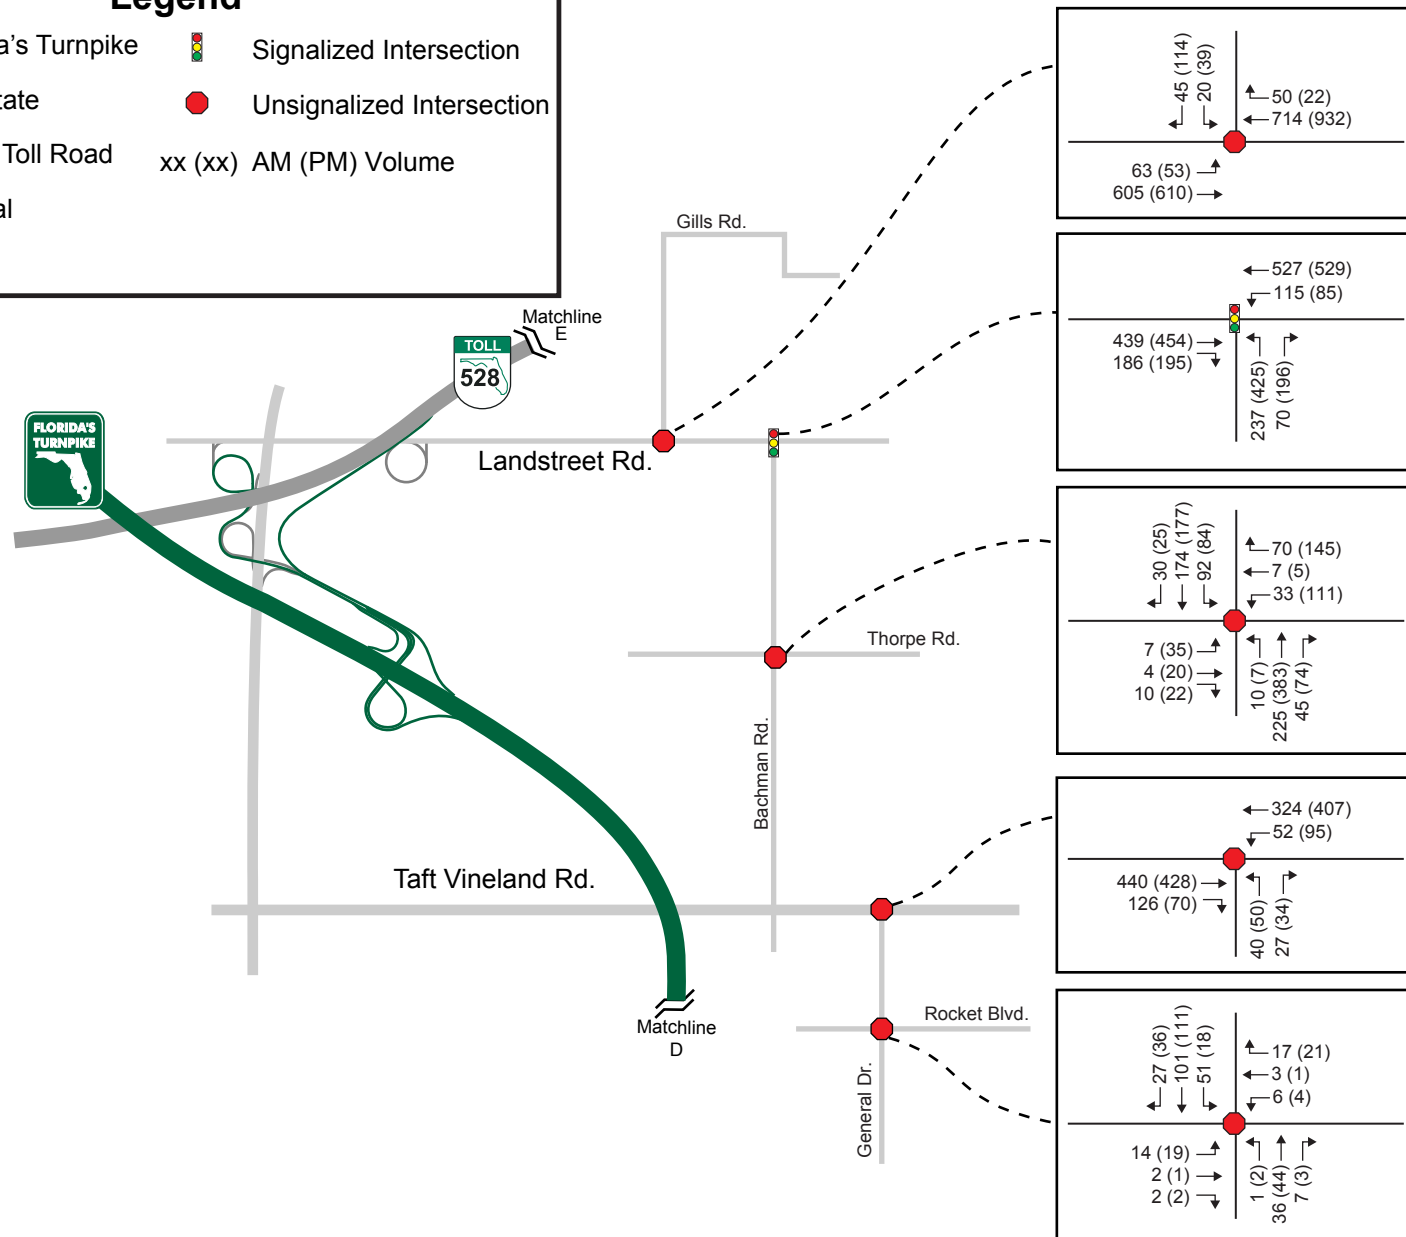 Legend
a's Turnpike
Signalized Intersection
tate
Unsignalized Intersection
Toll Road
xx (xx) AM (PM) Volume
al
Gills Rd.
Matchline
E
TOLL
528
FLORIDA'S
TURNPIKE
Landstreet Rd.
Thorpe Rd.
Bachman Rd.
Taft Vineland Rd.
Matchline
D
Rocket Blvd.
General Dr.
45 (114)
20 (39)
50 (22)
714 (932)
63 (53)
605 (610)
527 (529)
115 (85)
439 (454)
186 (195)
237 (425)
70 (196)
30 (25)
174 (177)
92 (84)
70 (145)
7 (5)
33 (111)
7 (35)
4 (20)
10 (22)
10 (7)
225 (383)
45 (74)
324 (407)
52 (95)
440 (428)
126 (70)
40 (50)
27 (34)
27 (36)
101 (111)
51 (18)
17 (21)
3 (1)
6 (4)
14 (19)
2 (1)
2 (2)
1 (2)
36 (44)
7 (3)